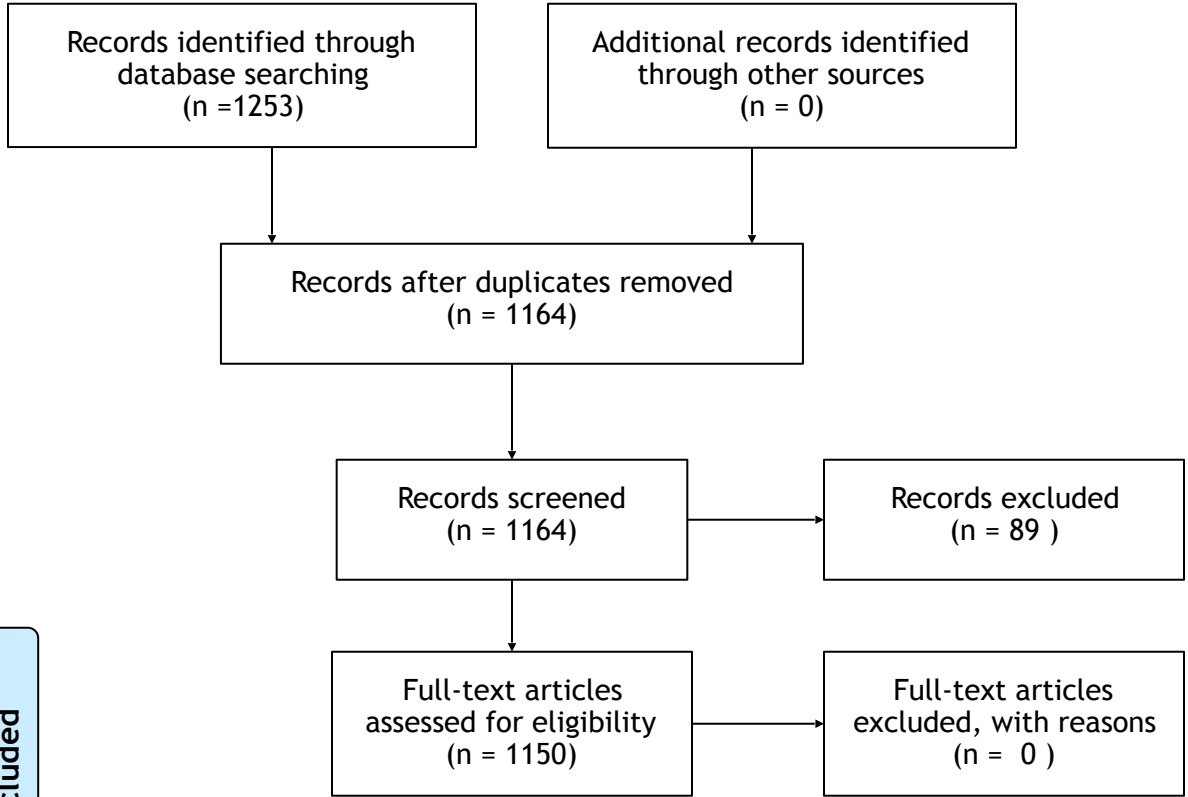 Records identified through
database searching
(n =1253)
Additional records identified
through other sources
(n = 0)
Records after duplicates removed
(n = 1164)
Records screened
(n = 1164)
Records excluded
(n = 89 )
Full-text articles
assessed for eligibility
(n = 1150)
Full-text articles
excluded, with reasons
(n =  0 )